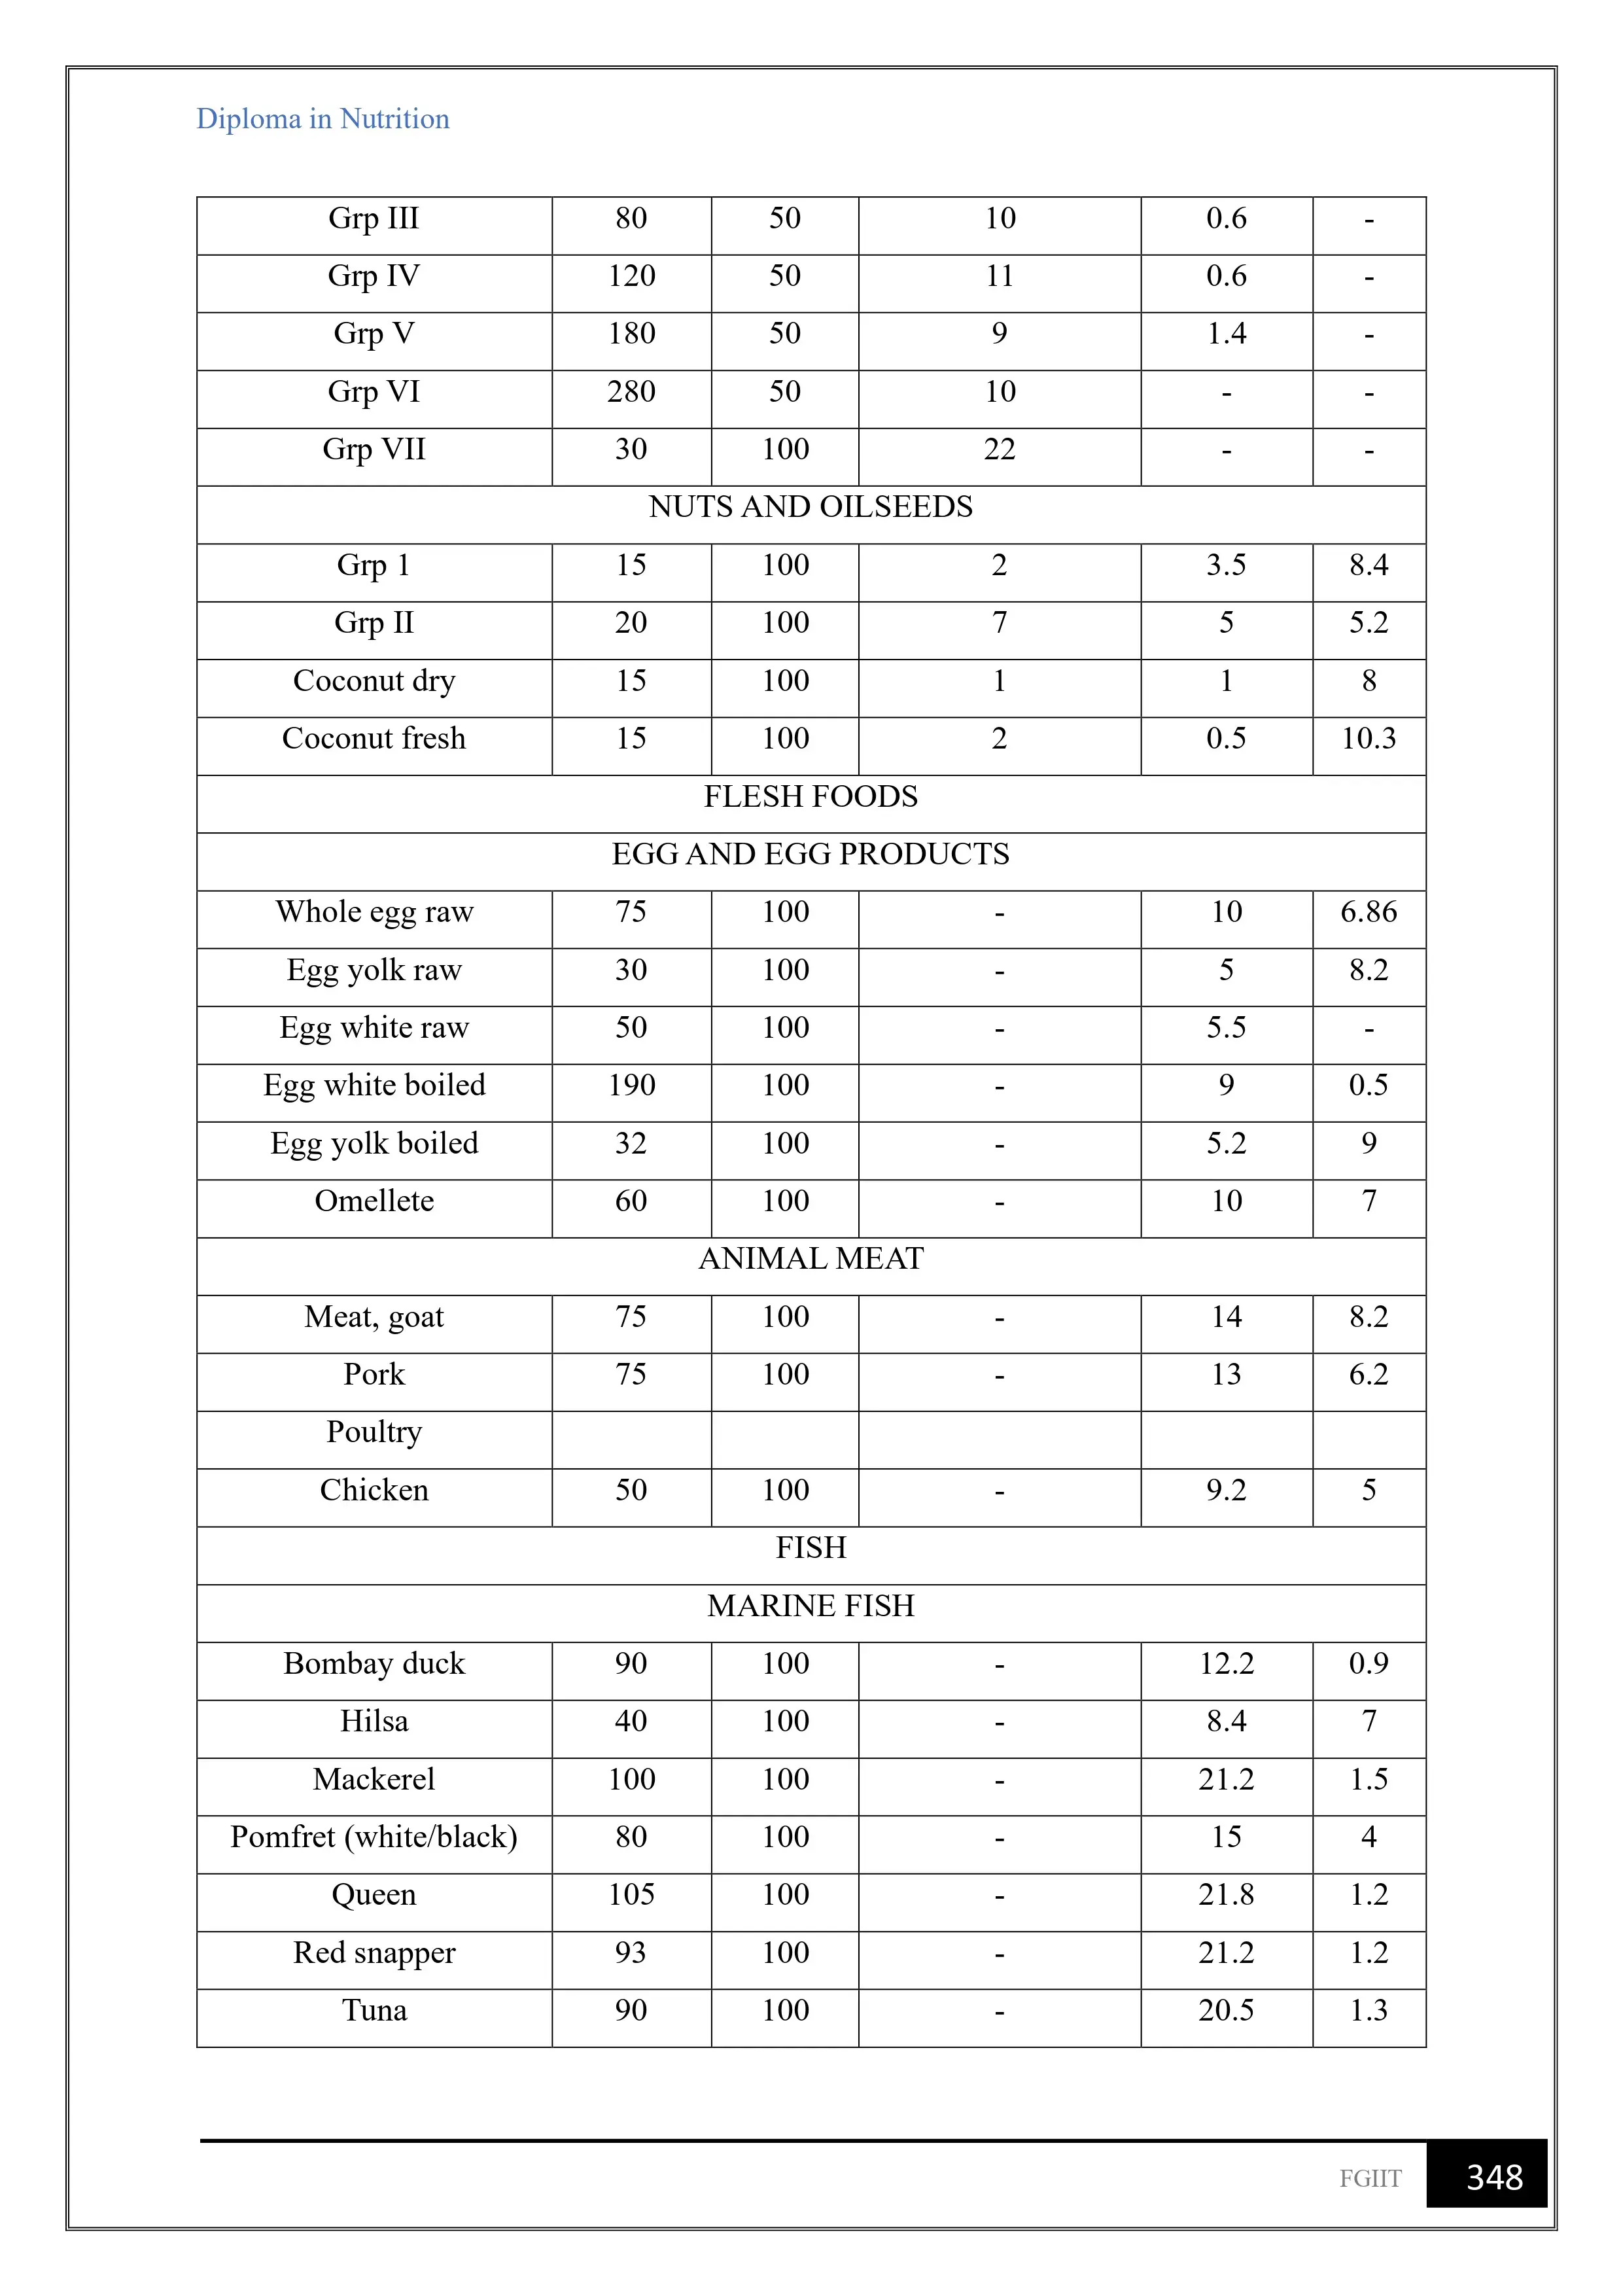 Diploma in Nutrition
Grp III 80 50 10 0.6 -
Grp IV 120 50 11 0.6 -
Grp V 180 50 9 1.4 -
Grp VI 280 50 10 - -
Grp VII 30 100 22 - -
NUTS AND OILSEEDS
Grp 1 15 100 2 3.5 8.4
Grp II 20 100 7 5 5.2
Coconut dry 15 100 1 1 8
Coconut fresh 15 100 2 0.5 10.3
FLESH FOODS
EGG AND EGG PRODUCTS
Whole egg raw 75 100 - 10 6.86
Egg yolk raw 30 100 - 5 8.2
Egg white raw 50 100 - 5.5 -
Egg white boiled 190 100 - 9 0.5
Egg yolk boiled 32 100 - 5.2 9
Omellete 60 100 - 10 7
ANIMAL MEAT
Meat, goat 75 100 - 14 8.2
Pork 75 100 - 13 6.2
Poultry
Chicken 50 100 - 9.2 5
FISH
MARINE FISH
Bombay duck 90 100 - 12.2 0.9
Hilsa 40 100 - 8.4 7
Mackerel 100 100 - 21.2 1.5
Pomfret (white/black) 80 100 - 15 4
Queen 105 100 - 21.8 1.2
Red snapper 93 100 - 21.2 1.2
Tuna 90 100 - 20.5 1.3
FGIIT 348